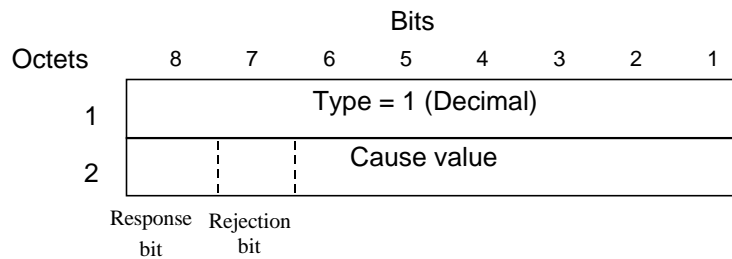 Bits
Octets 8 7 6 5 4 3 2 1
1 Type = 1 (Decimal)
2 Cause value
Response Rejection
bit bit